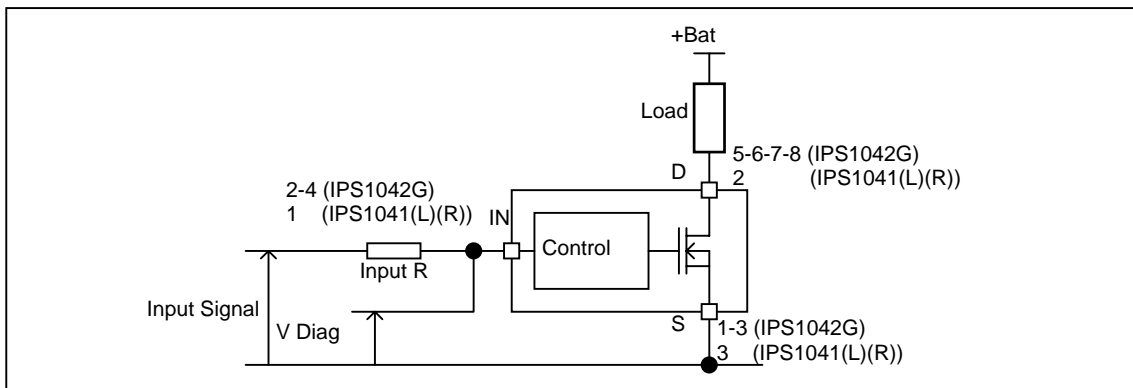 +Bat
Load
5-6-7-8 (IPS1042G)
D
2 (IPS1041(L)(R))
2-4 (IPS1042G)
1 (IPS1041(L)(R))
IN
Control
Input R
Input Signal
V Diag
S
1-3 (IPS1042G)
3 (IPS1041(L)(R))